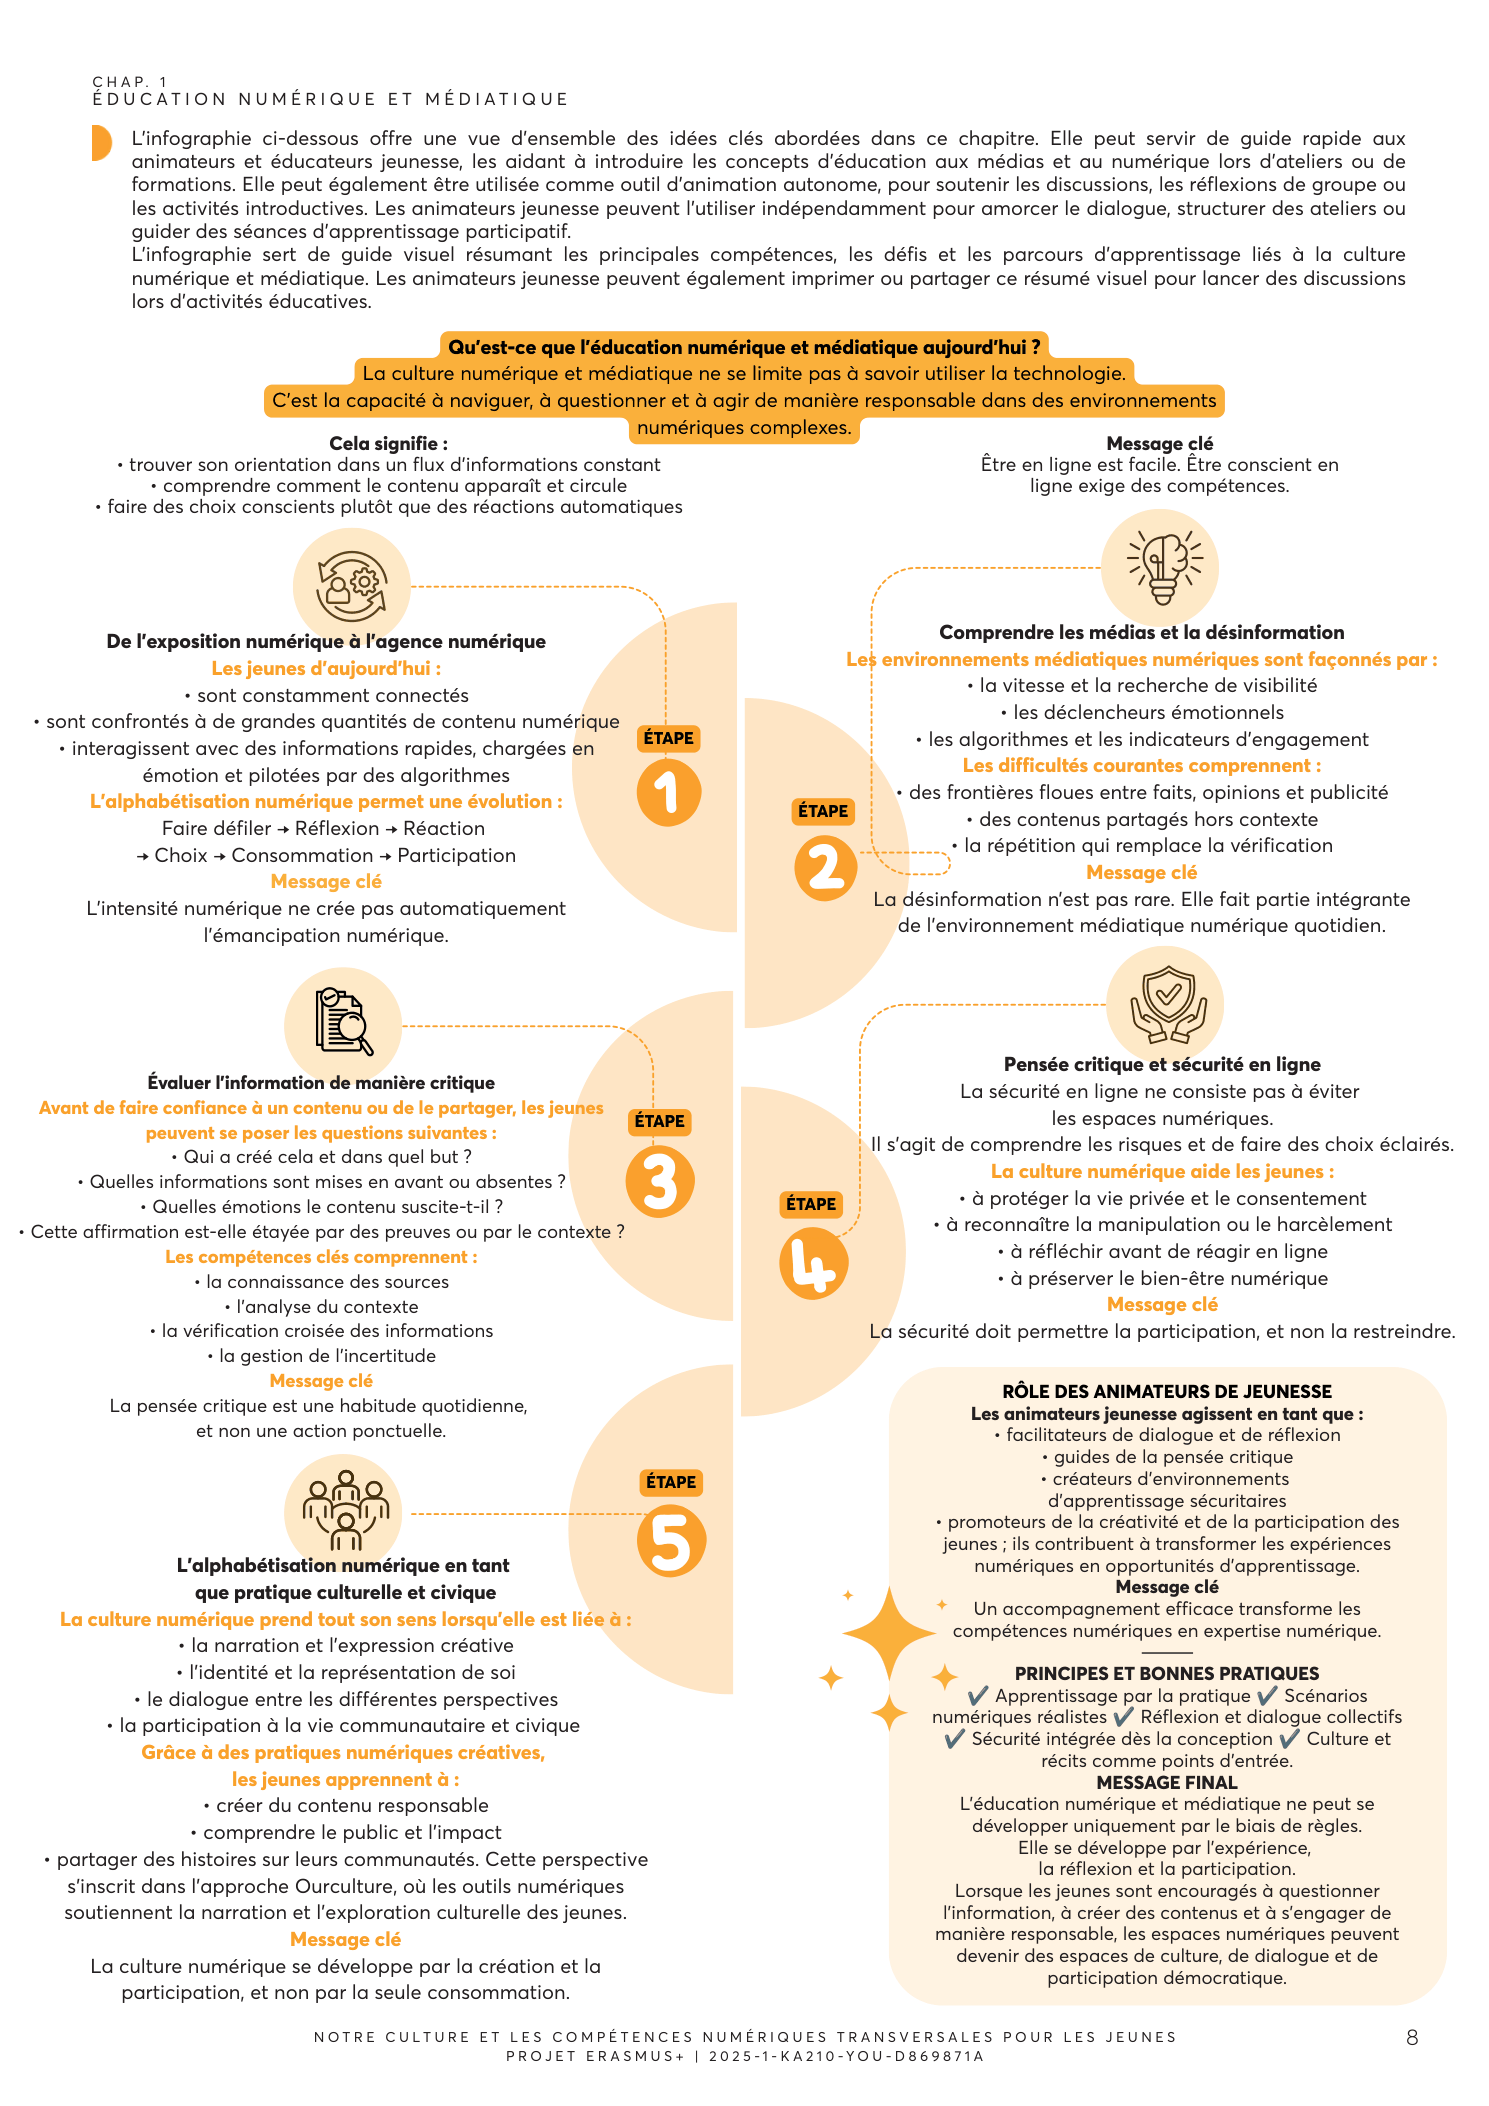 CHAP. 1
ÉDUCATION NUMÉRIQUE ET MÉDIATIQUE
L'infographie ci-dessous offre une vue d'ensemble des idées clés abordées dans ce chapitre. Elle peut servir de guide rapide aux
animateurs et éducateurs jeunesse, les aidant à introduire les concepts d'éducation aux médias et au numérique lors d'ateliers ou de
formations. Elle peut également être utilisée comme outil d'animation autonome, pour soutenir les discussions, les réflexions de groupe ou
les activités introductives. Les animateurs jeunesse peuvent l'utiliser indépendamment pour amorcer le dialogue, structurer des ateliers ou
guider des séances d'apprentissage participatif.
L'infographie sert de guide visuel résumant les principales compétences, les défis et les parcours d'apprentissage liés à la culture
numérique et médiatique. Les animateurs jeunesse peuvent également imprimer ou partager ce résumé visuel pour lancer des discussions
lors d'activités éducatives.
Qu'est-ce que l'éducation numérique et médiatique aujourd'hui ?
La culture numérique et médiatique ne se limite pas à savoir utiliser la technologie.
C'est la capacité à naviguer, à questionner et à agir de manière responsable dans des environnements
numériques complexes.
Cela signifie :
• trouver son orientation dans un flux d'informations constant
• comprendre comment le contenu apparaît et circule
• faire des choix conscients plutôt que des réactions automatiques
Message clé
Être en ligne est facile. Être conscient en
ligne exige des compétences.
De l'exposition numérique à l'agence numérique
Les jeunes d'aujourd'hui :
• sont constamment connectés
• sont confrontés à de grandes quantités de contenu numérique
• interagissent avec des informations rapides, chargées en
émotion et pilotées par des algorithmes
L'alphabétisation numérique permet une évolution :
Faire défiler → Réflexion → Réaction
→ Choix → Consommation → Participation
Message clé
L'intensité numérique ne crée pas automatiquement
l'émancipation numérique.
ÉTAPE
1
Comprendre les médias et la désinformation
Les environnements médiatiques numériques sont façonnés par :
• la vitesse et la recherche de visibilité
• les déclencheurs émotionnels
• les algorithmes et les indicateurs d'engagement
Les difficultés courantes comprennent :
• des frontières floues entre faits, opinions et publicité
• des contenus partagés hors contexte
• la répétition qui remplace la vérification
Message clé
La désinformation n'est pas rare. Elle fait partie intégrante
de l'environnement médiatique numérique quotidien.
ÉTAPE
2
Évaluer l'information de manière critique
Avant de faire confiance à un contenu ou de le partager, les jeunes
peuvent se poser les questions suivantes :
• Qui a créé cela et dans quel but ?
• Quelles informations sont mises en avant ou absentes ?
• Quelles émotions le contenu suscite-t-il ?
• Cette affirmation est-elle étayée par des preuves ou par le contexte ?
Les compétences clés comprennent :
• la connaissance des sources
• l'analyse du contexte
• la vérification croisée des informations
• la gestion de l'incertitude
Message clé
La pensée critique est une habitude quotidienne,
et non une action ponctuelle.
ÉTAPE
3
Pensée critique et sécurité en ligne
La sécurité en ligne ne consiste pas à éviter
les espaces numériques.
Il s'agit de comprendre les risques et de faire des choix éclairés.
La culture numérique aide les jeunes :
• à protéger la vie privée et le consentement
• à reconnaître la manipulation ou le harcèlement
• à réfléchir avant de réagir en ligne
• à préserver le bien-être numérique
Message clé
La sécurité doit permettre la participation, et non la restreindre.
ÉTAPE
4
L'alphabétisation numérique en tant
que pratique culturelle et civique
La culture numérique prend tout son sens lorsqu'elle est liée à :
• la narration et l'expression créative
• l'identité et la représentation de soi
• le dialogue entre les différentes perspectives
• la participation à la vie communautaire et civique
Grâce à des pratiques numériques créatives,
les jeunes apprennent à :
• créer du contenu responsable
• comprendre le public et l'impact
• partager des histoires sur leurs communautés. Cette perspective
s'inscrit dans l'approche Ourculture, où les outils numériques
soutiennent la narration et l'exploration culturelle des jeunes.
Message clé
La culture numérique se développe par la création et la
participation, et non par la seule consommation.
ÉTAPE
5
RÔLE DES ANIMATEURS DE JEUNESSE
Les animateurs jeunesse agissent en tant que :
• facilitateurs de dialogue et de réflexion
• guides de la pensée critique
• créateurs d'environnements
d'apprentissage sécuritaires
• promoteurs de la créativité et de la participation des
jeunes ; ils contribuent à transformer les expériences
numériques en opportunités d'apprentissage.
Message clé
Un accompagnement efficace transforme les
compétences numériques en expertise numérique.
PRINCIPES ET BONNES PRATIQUES
✔ Apprentissage par la pratique ✔ Scénarios
numériques réalistes ✔ Réflexion et dialogue collectifs
✔ Sécurité intégrée dès la conception ✔ Culture et
récits comme points d'entrée.
MESSAGE FINAL
L'éducation numérique et médiatique ne peut se
développer uniquement par le biais de règles.
Elle se développe par l'expérience,
la réflexion et la participation.
Lorsque les jeunes sont encouragés à questionner
l'information, à créer des contenus et à s'engager de
manière responsable, les espaces numériques peuvent
devenir des espaces de culture, de dialogue et de
participation démocratique.
NOTRE CULTURE ET LES COMPÉTENCES NUMÉRIQUES TRANSVERSALES POUR LES JEUNES
PROJET ERASMUS+ | 2025-1-KA210-YOU-D869871A
8